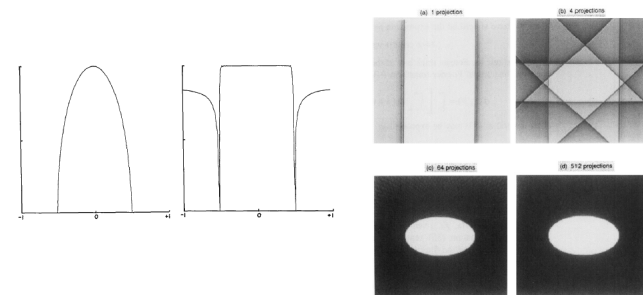 (a) 1 projection
(b) 4 projections
-1 0 +1
-1 0 +1
(c) 64 projections
(d) 512 projections